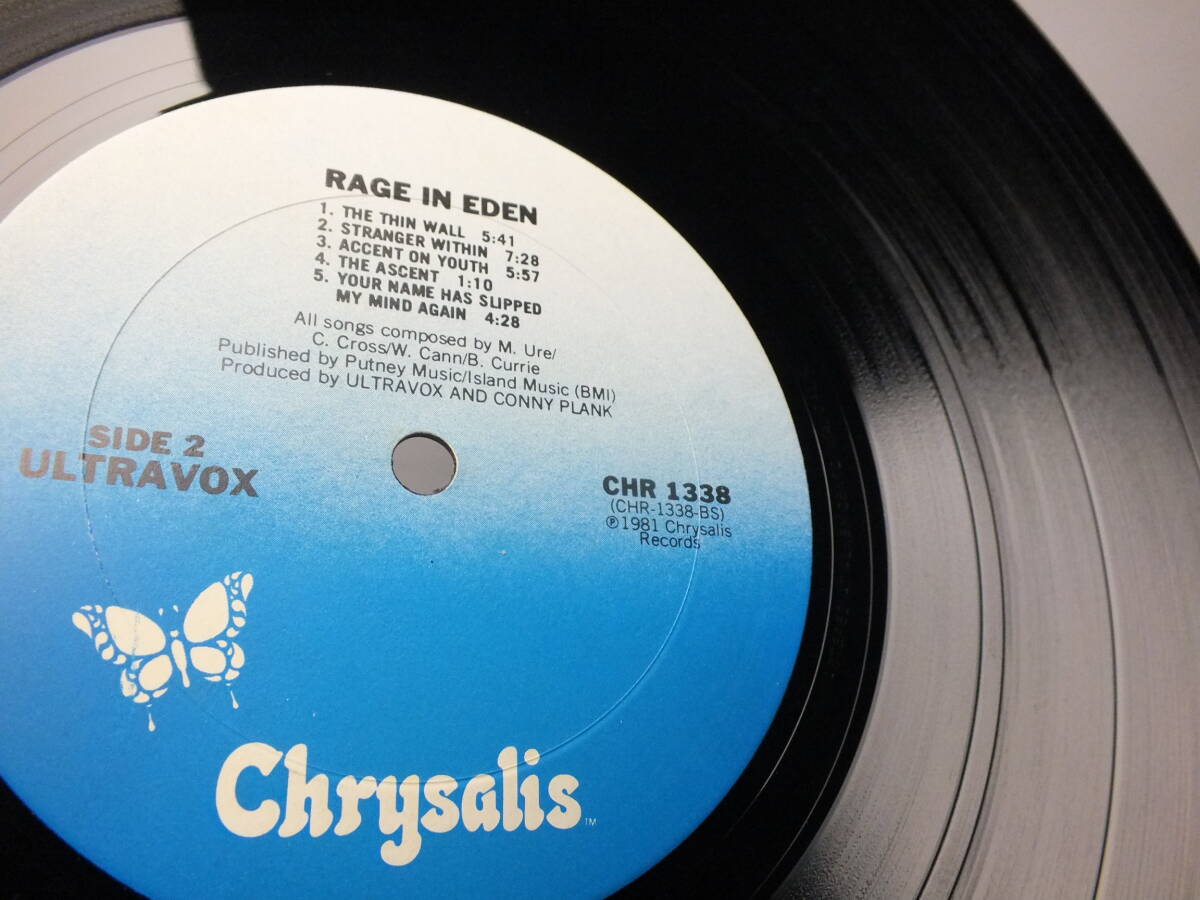 RAGE IN EDEN
1. THE THIN WALL 5:41
2. STRANGER WITHIN 7:28
3. ACCENT ON YOUTH 5:57
4. THE ASCENT 1:10
5. YOUR NAME HAS SLIPPED
MY MIND AGAIN 4:28
All songs composed by M. Ure/
C. Cross/W. Cann/B. Currie
Published by Putney Music/Island Music (BMI)
Produced by ULTRAVOX AND CONNY PLANK
SIDE 2
ULTRAVOX
CHR 1338
(CHR-1338-BS)
℗1981 Chrysalis
Records
Chrysalis™